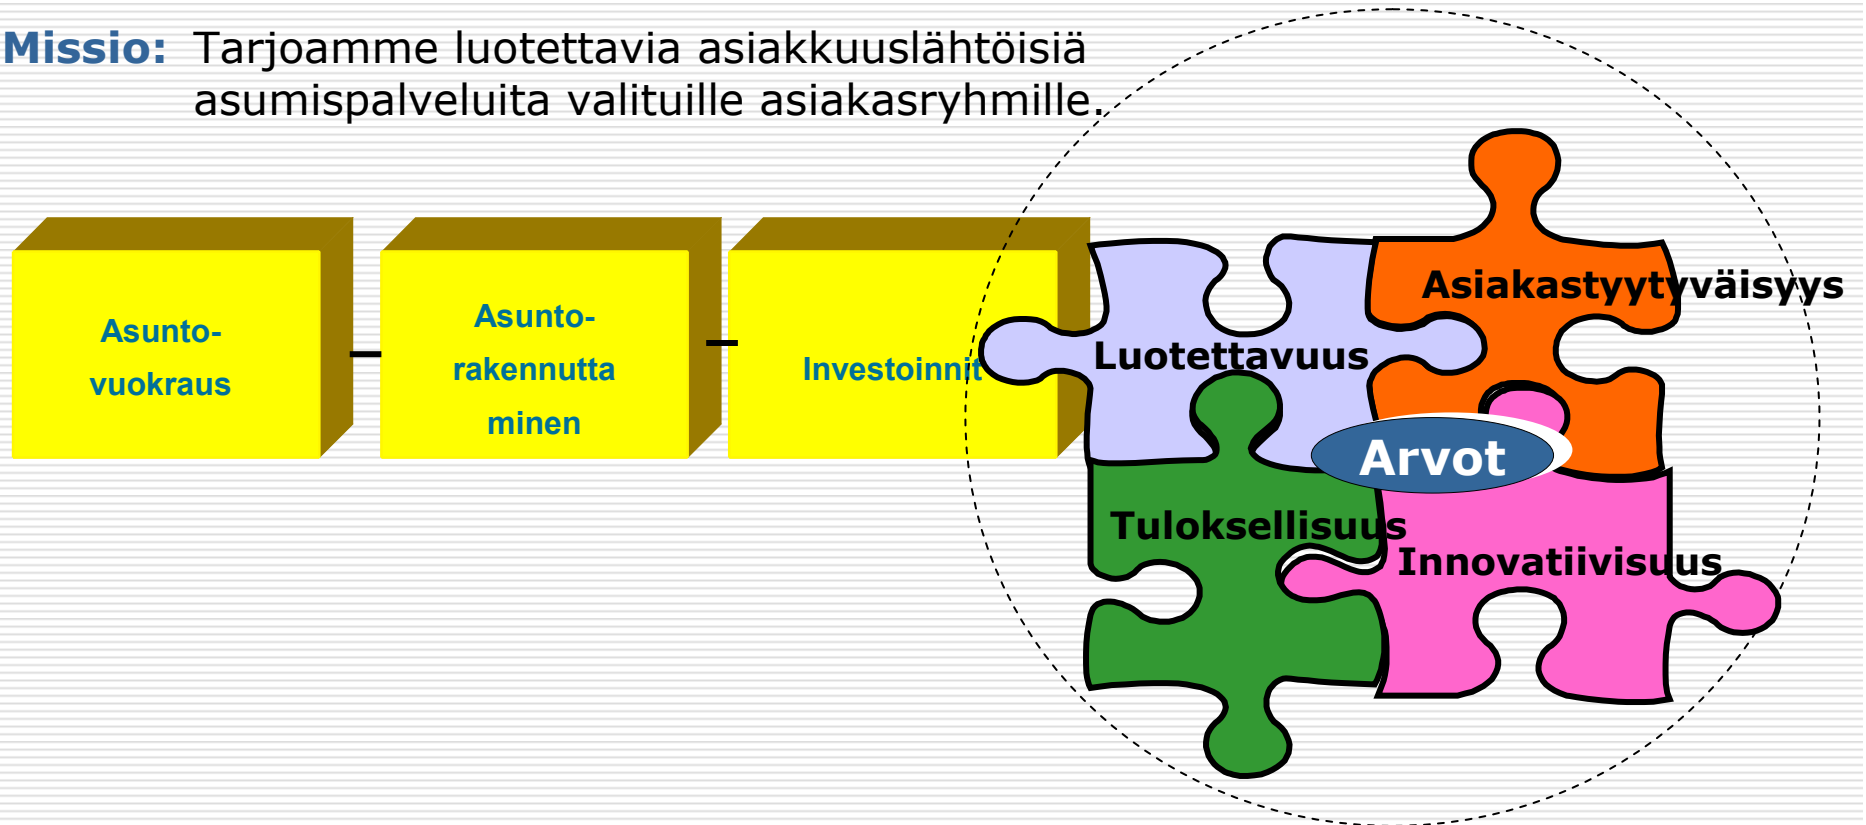 Missio: Tarjoamme luotettavia asiakkuuslähtöisiä
asumispalveluita valituille asiakasryhmille.
Asunto-
vuokraus
Asunto-
rakennutta
minen
Investoinnit
Asiakastyytyväisyys
Luotettavuus
Arvot
Tuloksellisuus
Innovatiivisuus